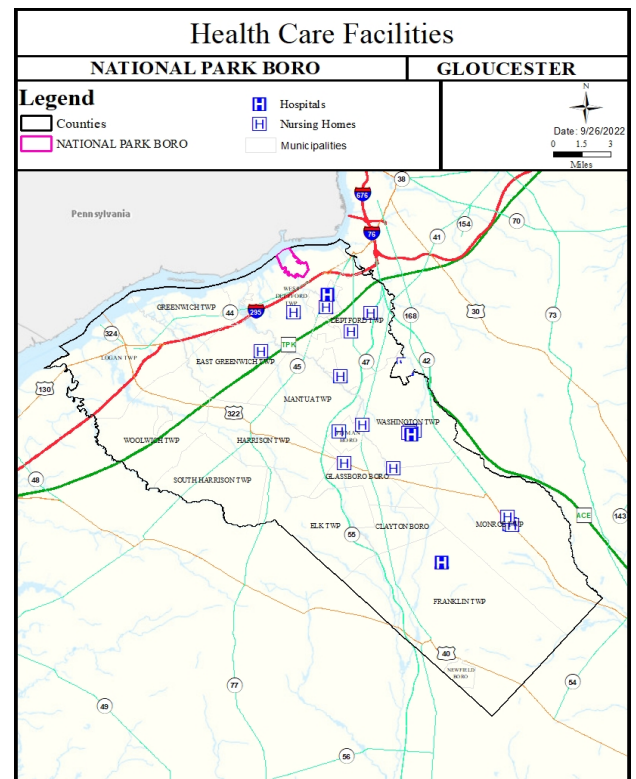 Health Care Facilities
NATIONAL PARK BORO
GLOUCESTER
Legend
Counties
NATIONAL PARK BORO
H Hospitals
H Nursing Homes
Municipalities
N
Date: 9/26/2022
0 1.5 3
Miles
38
676
Pennsylvania
154
70
76
41
WEST
DEPTFORD
TWP
GREENWICH TWP
44
295
DEPTFORD TWP
168
30
73
324
LOGAN TWP
TPK
EAST GREENWICH TWP
45
47
42
130
MANTUA TWP
322
WASHINGTON TWP
WOOLWICH TWP
HARRISON TWP
BORO
48
SOUTH HARRISON TWP
GLASSBORO BORO
ELK TWP
CLAYTON BORO
MONROE TWP
ACE
143
55
FRANKLIN TWP
40
NEWFIELD
BORO
54
77
49
56